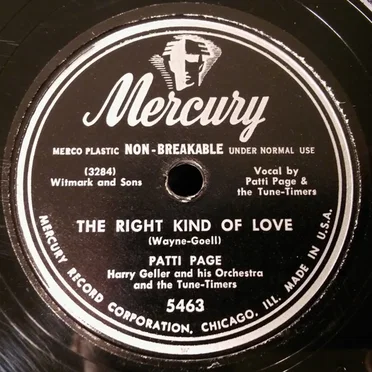 Mercury
MERCO PLASTIC NON-BREAKABLE UNDER NORMAL USE
(3284)
Witmark and Sons
Vocal by
Patti Page &
the Tune-Timers
THE RIGHT KIND OF LOVE
(Wayne-Goell)
PATTI PAGE
Harry Geller and his Orchestra
and the Tune-Timers
5463
MERCURY RECORD CORPORATION, CHICAGO, ILL. MADE IN U.S.A.